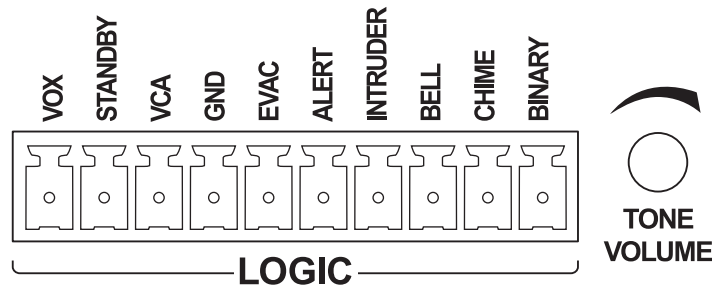 VOX
STANDBY
VCA
GND
EVAC
ALERT
INTRUDER
BELL
CHIME
BINARY
TONE
VOLUME
LOGIC